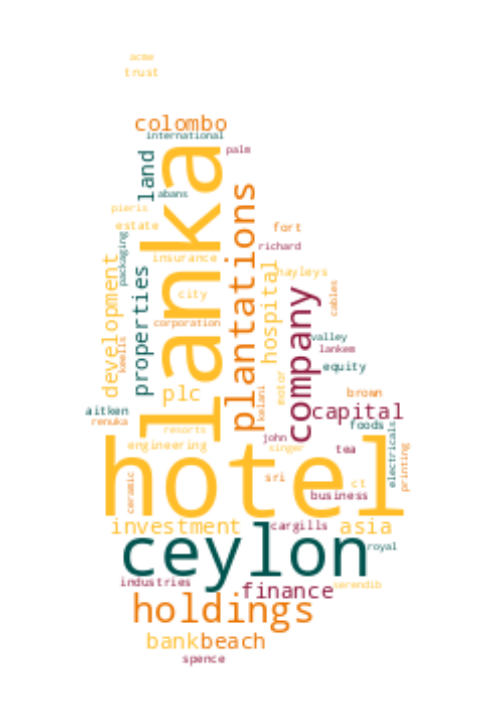 acme
trust
colombo
international
palm
land
lanka
abans
plantations
pieris
estate
fort
packaging
richard
insurance
development
properties
hospital
hayleys
city
cables
company
corporation
keells
valley
lankem
equity
motor
plc
brown
kelani
aitken
capital
renuka
resorts
foods
john
engineering
singer
tea
electricals
printing
hotel
sri
ceramic
ct
business
investment
cargills
asia
ceylon
royal
industries
finance
serendib
holdings
bank
beach
spence